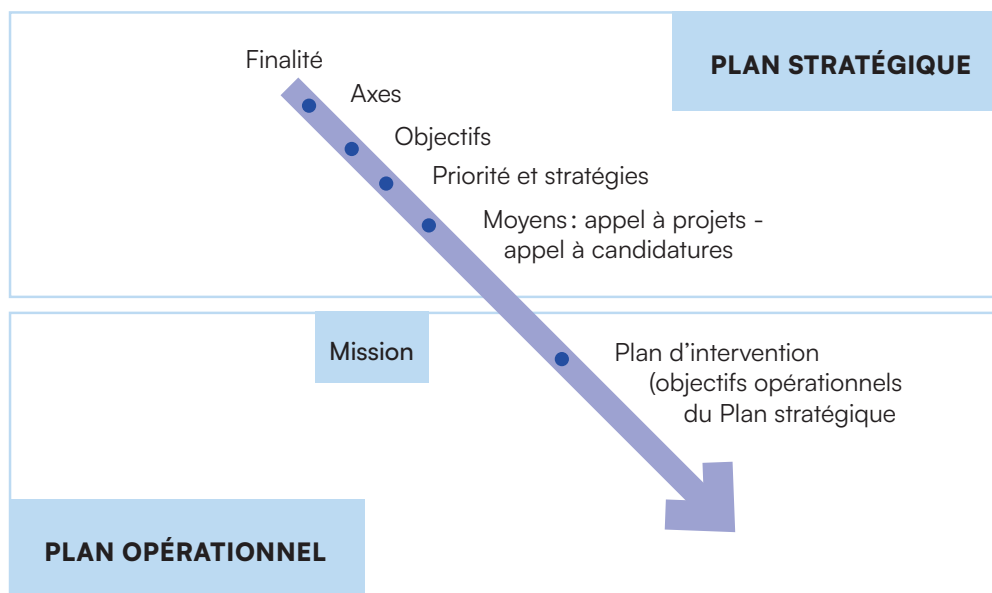 Finalité
PLAN STRATÉGIQUE
Axes
Objectifs
Priorité et stratégies
Moyens : appel à projets -
appel à candidatures
Mission
Plan d’intervention
(objectifs opérationnels
du Plan stratégique
PLAN OPÉRATIONNEL